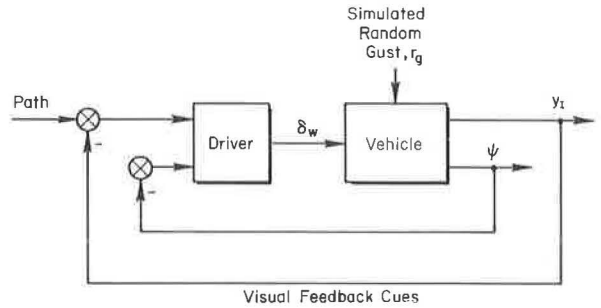 Simulated
Random
Gust, r_g
Path
-
-
Driver
δ_w
Vehicle
y_I
ψ
Visual Feedback Cues